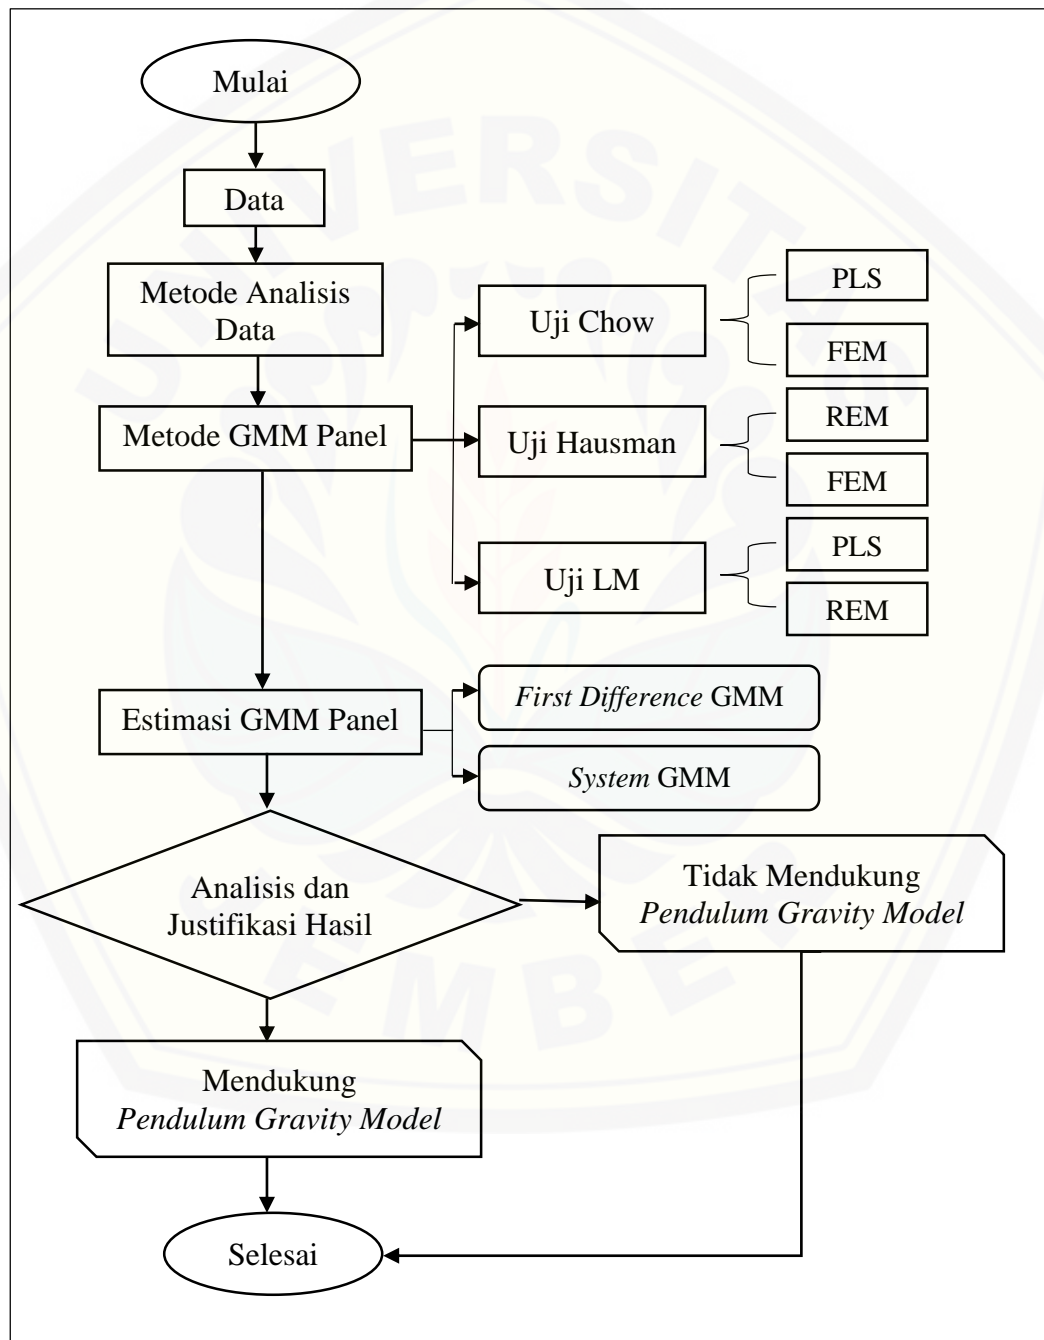 Mulai
Data
Metode Analisis
Data
Metode GMM Panel
Uji Chow
PLS
FEM
Uji Hausman
REM
FEM
Uji LM
PLS
REM
Estimasi GMM Panel
First Difference GMM
System GMM
Analisis dan
Justifikasi Hasil
Tidak Mendukung
Pendulum Gravity Model
Mendukung
Pendulum Gravity Model
Selesai
UNIVERSITAS
JEMBER